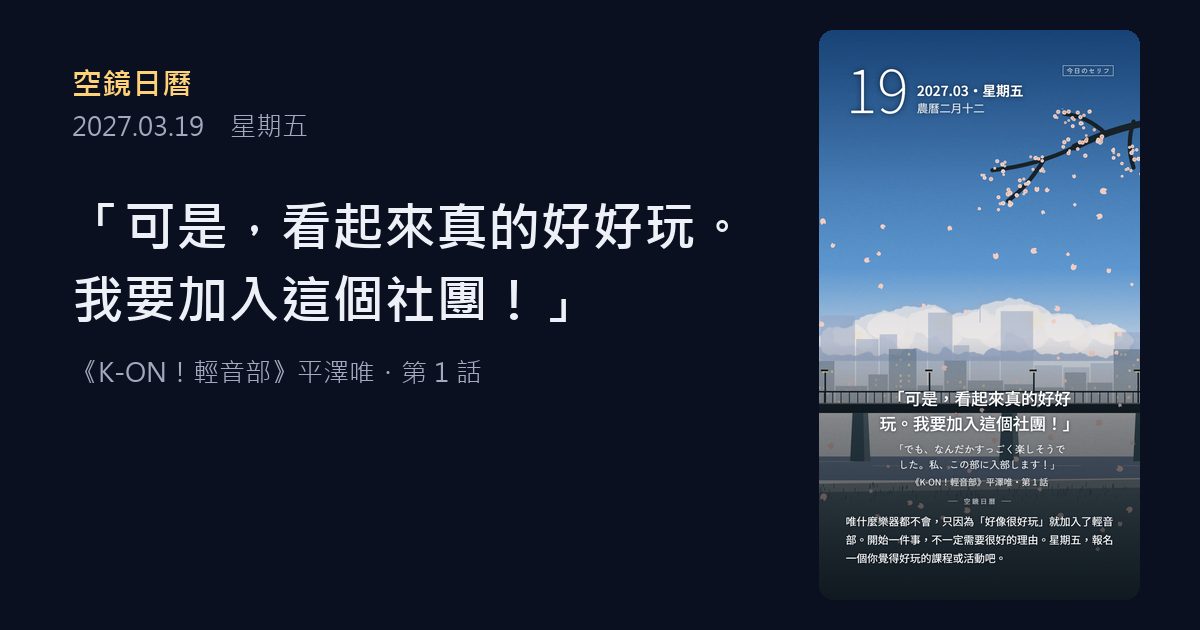 空鏡日曆
2027.03.19 星期五
「可是，看起來真的好好玩。
我要加入這個社團！」
《K-ON！輕音部》平澤唯・第 1 話
19
2027.03・星期五
農曆二月十二
今日のセリフ
「可是，看起來真的好好
玩。我要加入這個社團！」
「でも、なんだかすっごく楽しそうで
した。私、この部に入部します！」
《K-ON！輕音部》平澤唯・第 1 話
空鏡日曆
唯什麼樂器都不會，只因為「好像很好玩」就加入了輕音
部。開始一件事，不一定需要很好的理由。星期五，報名
一個你覺得好玩的課程或活動吧。